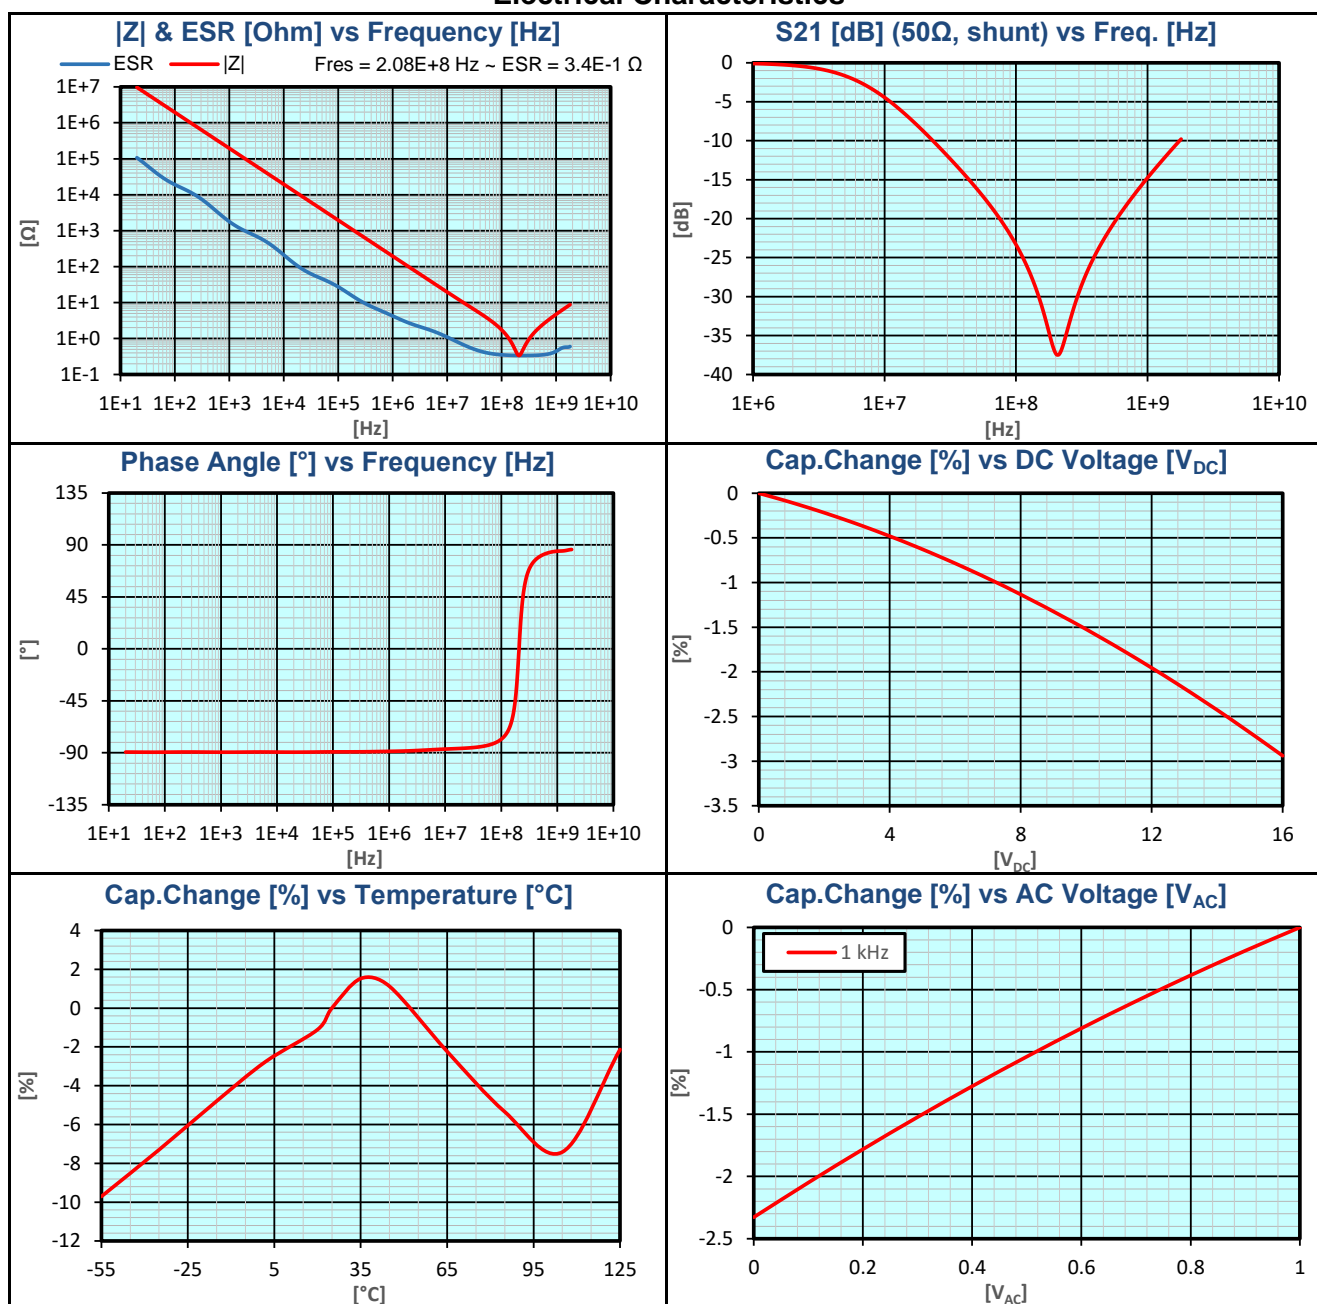 Electrical Characteristics
|Z| & ESR [Ohm] vs Frequency [Hz]
ESR |Z| Fres = 2.08E+8 Hz ~ ESR = 3.4E-1 Ω
1E+7
1E+6
1E+5
1E+4
1E+3
1E+2
1E+1
1E+0
1E-1
[Ω]
1E+1 1E+2 1E+3 1E+4 1E+5 1E+6 1E+7 1E+8 1E+9 1E+10
[Hz]
S21 [dB] (50Ω, shunt) vs Freq. [Hz]
0
-5
-10
-15
-20
-25
-30
-35
-40
[dB]
1E+6 1E+7 1E+8 1E+9 1E+10
[Hz]
Phase Angle [°] vs Frequency [Hz]
135
90
45
0
-45
-90
-135
[°]
1E+1 1E+2 1E+3 1E+4 1E+5 1E+6 1E+7 1E+8 1E+9 1E+10
[Hz]
Cap.Change [%] vs DC Voltage [VDC]
0
-0.5
-1
-1.5
-2
-2.5
-3
-3.5
[%]
0 4 8 12 16
[VDC]
Cap.Change [%] vs Temperature [°C]
4
2
0
-2
-4
-6
-8
-10
-12
[%]
-55 -25 5 35 65 95 125
[°C]
Cap.Change [%] vs AC Voltage [VAC]
1 kHz
0
-0.5
-1
-1.5
-2
-2.5
[%]
0 0.2 0.4 0.6 0.8 1
[VAC]